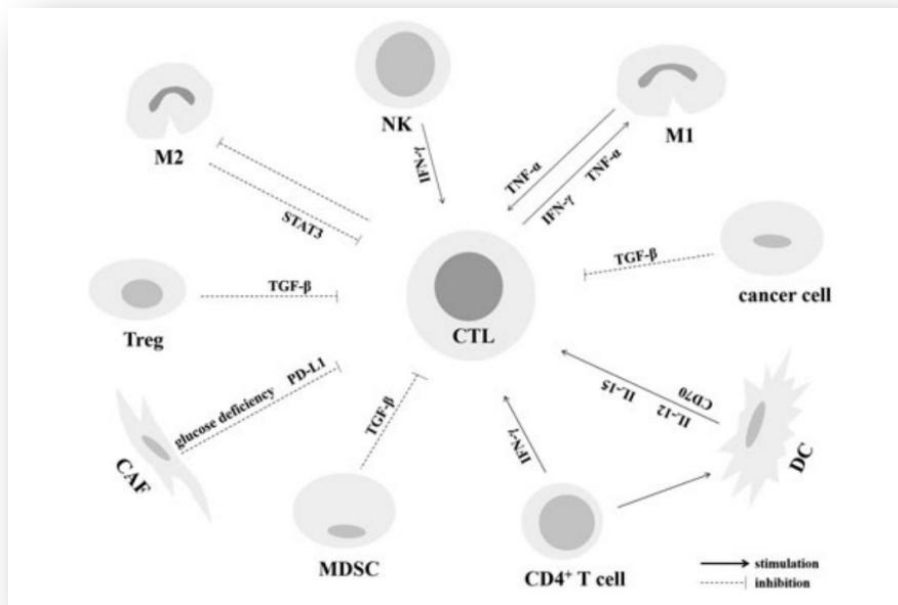 NK
M1
M2
IFN-γ
TNF-α
IFN-γ TNF-α
STAT3
TGF-β
cancer cell
TGF-β
Treg
CTL
glucose deficiency PD-L1
CAF
TGF-β
MDSC
IFN-γ
CD4⁺ T cell
CD70
IL-12 IL-15
DC
stimulation
inhibition